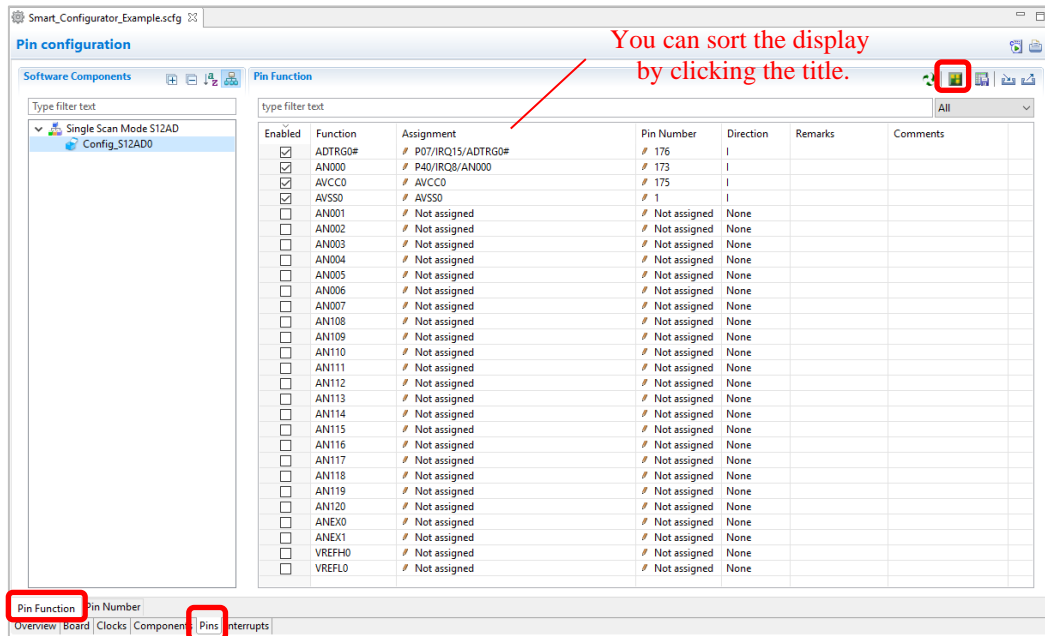 Smart_Configurator_Example.scfg
Pin configuration
You can sort the display
by clicking the title.
Software Components
Pin Function
Type filter text
type filter text
All
Single Scan Mode S12AD
Config_S12AD0
Enabled Function Assignment Pin Number Direction Remarks Comments
ADTRG0# P07/IRQ15/ADTRG0# 176 I
AN000 P40/IRQ8/AN000 173 I
AVCC0 AVCC0 175 I
AVSS0 AVSS0 1 I
AN001 Not assigned Not assigned None
AN002 Not assigned Not assigned None
AN003 Not assigned Not assigned None
AN004 Not assigned Not assigned None
AN005 Not assigned Not assigned None
AN006 Not assigned Not assigned None
AN007 Not assigned Not assigned None
AN108 Not assigned Not assigned None
AN109 Not assigned Not assigned None
AN110 Not assigned Not assigned None
AN111 Not assigned Not assigned None
AN112 Not assigned Not assigned None
AN113 Not assigned Not assigned None
AN114 Not assigned Not assigned None
AN115 Not assigned Not assigned None
AN116 Not assigned Not assigned None
AN117 Not assigned Not assigned None
AN118 Not assigned Not assigned None
AN119 Not assigned Not assigned None
AN120 Not assigned Not assigned None
ANEX0 Not assigned Not assigned None
ANEX1 Not assigned Not assigned None
VREFH0 Not assigned Not assigned None
VREFL0 Not assigned Not assigned None
Pin Function Pin Number
Overview Board Clocks Components Pins Interrupts